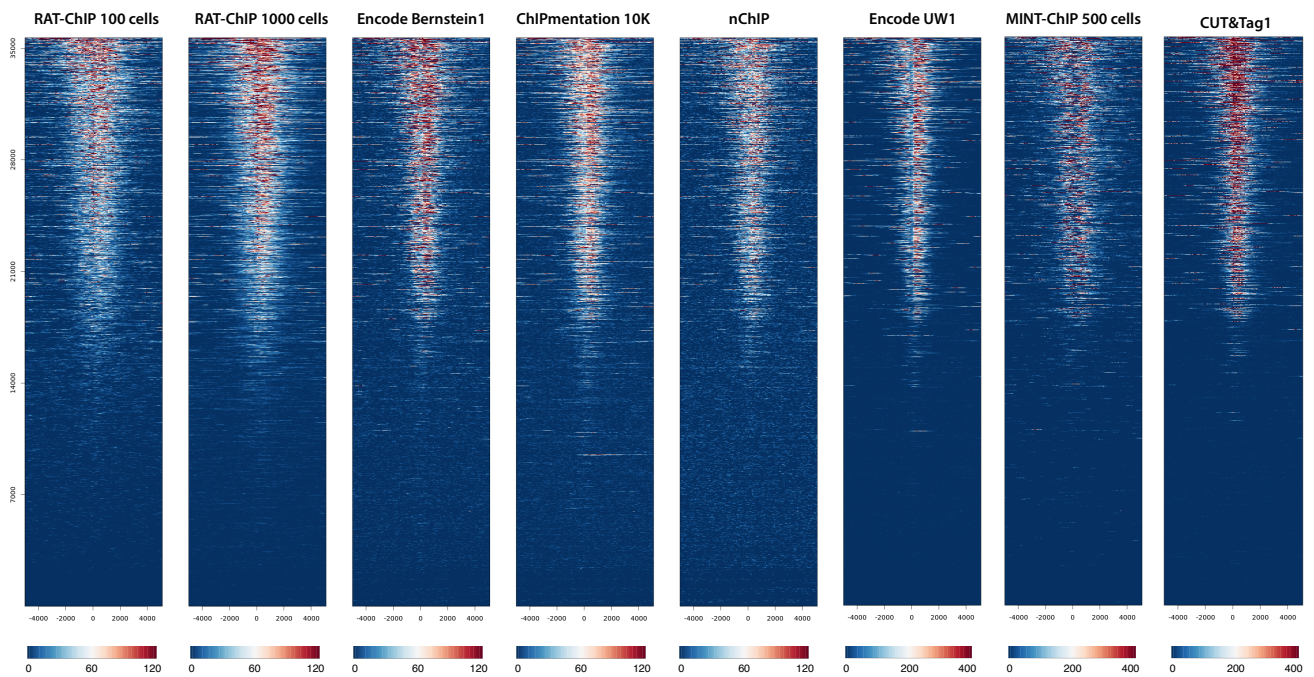 RAT-ChIP 100 cells RAT-ChIP 1000 cells Encode Bernstein1 ChIPmentation 10K nChIP Encode UW1 MINT-ChIP 500 cells CUT&Tag1
35000
28000
21000
14000
7000
-4000 -2000 0 2000 4000 -4000 -2000 0 2000 4000 -4000 -2000 0 2000 4000 -4000 -2000 0 2000 4000 -4000 -2000 0 2000 4000 -4000 -2000 0 2000 4000 -4000 -2000 0 2000 4000 -4000 -2000 0 2000 4000
0 60 120 0 60 120 0 60 120 0 60 120 0 60 120 0 200 400 0 200 400 0 200 400